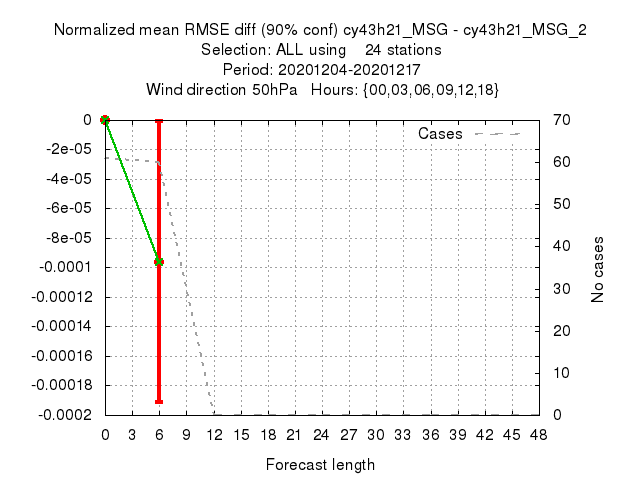 Normalized mean RMSE diff (90% conf) cy43h21_MSG - cy43h21_MSG_2
Selection: ALL using    24 stations
Period: 20201204-20201217
Wind direction 50hPa   Hours: {00,03,06,09,12,18}
Cases
0
-2e-05
-4e-05
-6e-05
-8e-05
-0.0001
-0.00012
-0.00014
-0.00016
-0.00018
-0.0002
70
60
50
40
30
20
10
0
No cases
0 3 6 9 12 15 18 21 24 27 30 33 36 39 42 45 48
Forecast length